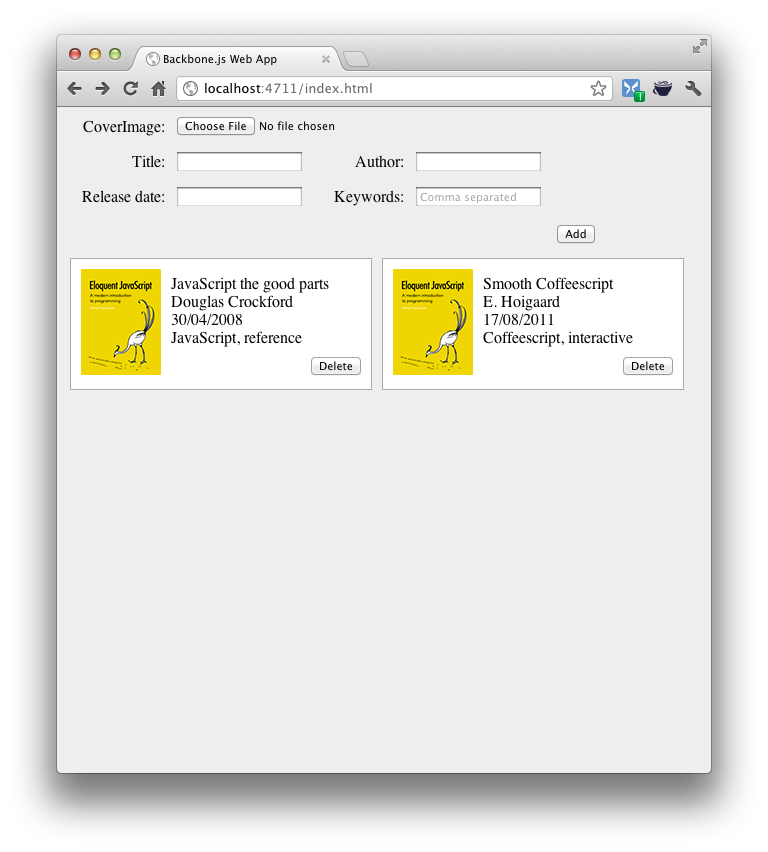 Backbone.js Web App
localhost:4711/index.html
CoverImage: Choose File No file chosen
Title: Author:
Release date: Keywords: Comma separated
Add
Eloquent JavaScript
A modern introduction
to programming
JavaScript the good parts
Douglas Crockford
30/04/2008
JavaScript, reference
Delete
Eloquent JavaScript
A modern introduction
to programming
Smooth Coffeescript
E. Hoigaard
17/08/2011
Coffeescript, interactive
Delete